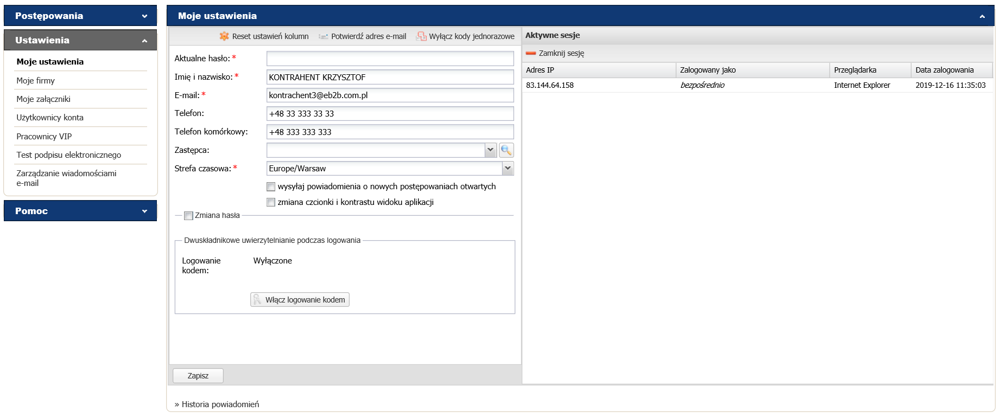 Postępowania
Ustawienia
Moje ustawienia
Moje firmy
Moje załączniki
Użytkownicy konta
Pracownicy VIP
Test podpisu elektronicznego
Zarządzanie wiadomościami
e-mail
Pomoc
Moje ustawienia
Reset ustawień kolumn Potwierdź adres e-mail Wyłącz kody jednorazowe
Aktualne hasło: *
Imię i nazwisko: * KONTRAHENT KRZYSZTOF
E-mail: * kontrachent3@eb2b.com.pl
Telefon: +48 33 333 33 33
Telefon komórkowy: +48 333 333 333
Zastępca:
Strefa czasowa: * Europe/Warsaw
wysyłaj powiadomienia o nowych postępowaniach otwartych
zmiana czcionki i kontrastu widoku aplikacji
Zmiana hasła
Dwuskładnikowe uwierzytelnianie podczas logowania
Logowanie Wyłączone
kodem:
Włącz logowanie kodem
Zapisz
» Historia powiadomień
Aktywne sesje
Zamknij sesję
Adres IP Zalogowany jako Przeglądarka Data zalogowania
83.144.64.158 bezpośrednio Internet Explorer 2019-12-16 11:35:03